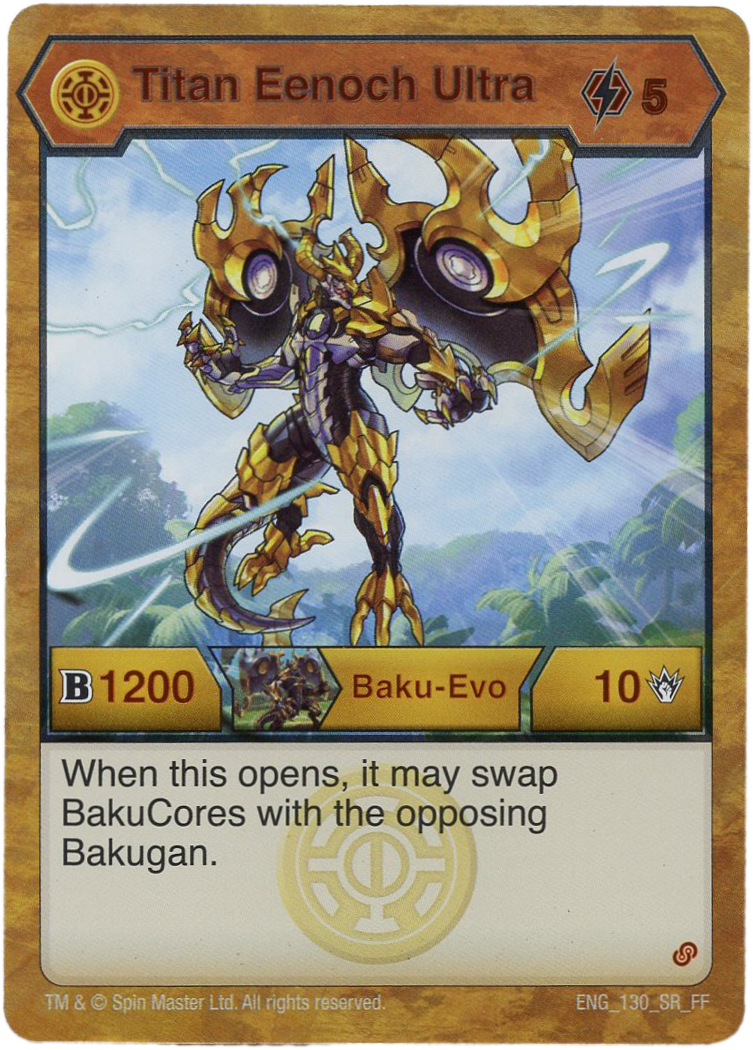 Titan Eenoch Ultra 5
B 1200 Baku-Evo 10
When this opens, it may swap
BakuCores with the opposing
Bakugan.
TM & © Spin Master Ltd. All rights reserved. ENG_130_SR_FF